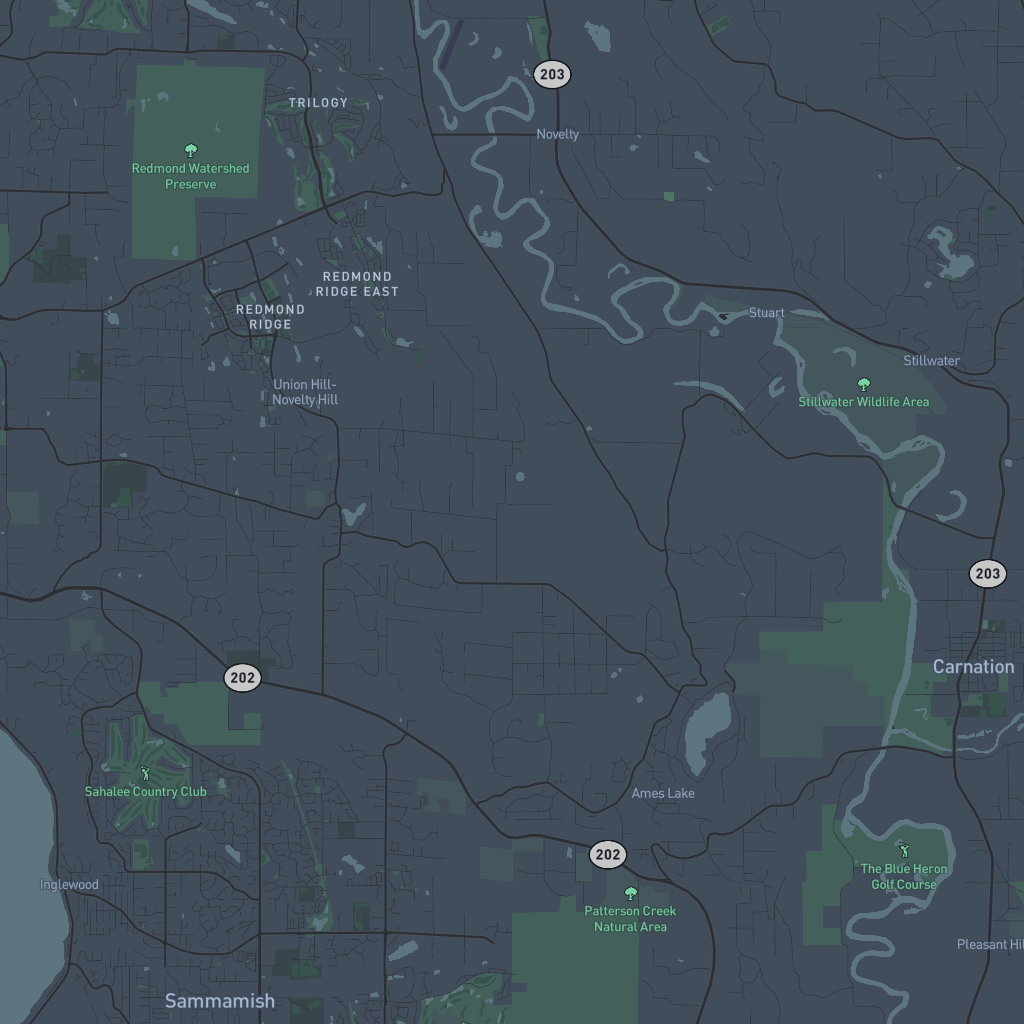 203
TRILOGY
Novelty
Redmond Watershed
Preserve
REDMOND
RIDGE EAST
REDMOND
RIDGE
Stuart
Stillwater
Union Hill-
Novelty Hill
Stillwater Wildlife Area
203
Carnation
202
Sahalee Country Club
Ames Lake
202
The Blue Heron
Golf Course
Inglewood
Patterson Creek
Natural Area
Pleasant Hil
Sammamish